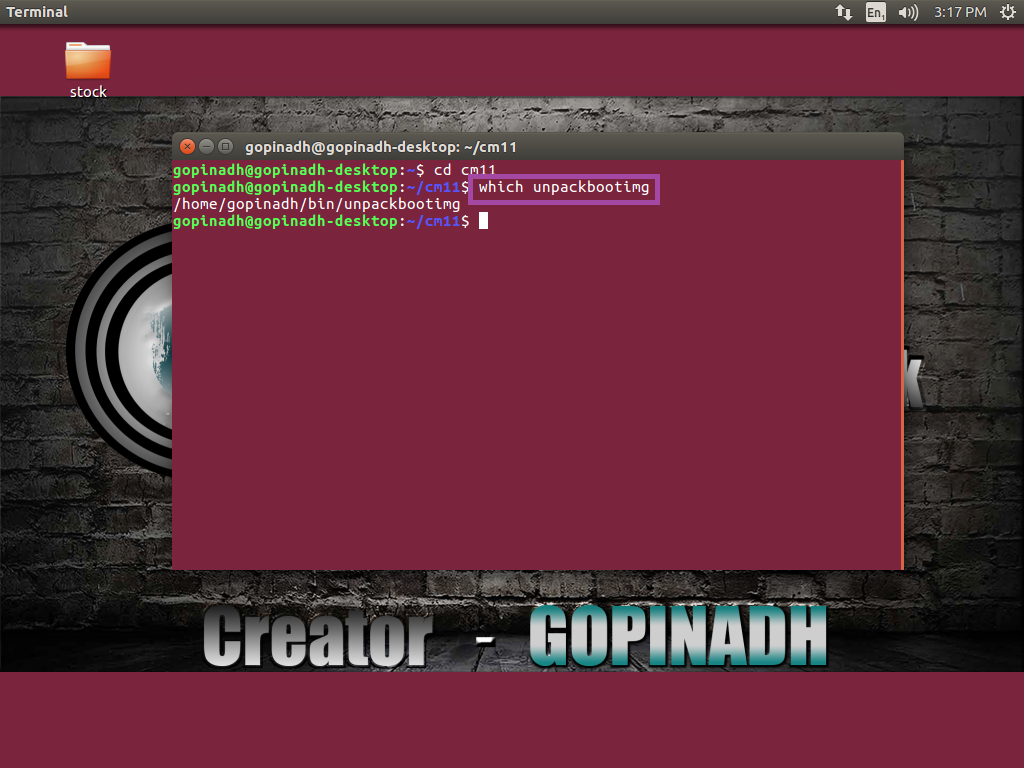 Terminal
En1
3:17 PM
stock
gopinadh@gopinadh-desktop: ~/cm11
gopinadh@gopinadh-desktop:~$ cd cm11
gopinadh@gopinadh-desktop:~/cm11$ which unpackbootimg
/home/gopinadh/bin/unpackbootimg
gopinadh@gopinadh-desktop:~/cm11$
k
Creator - GOPINADH